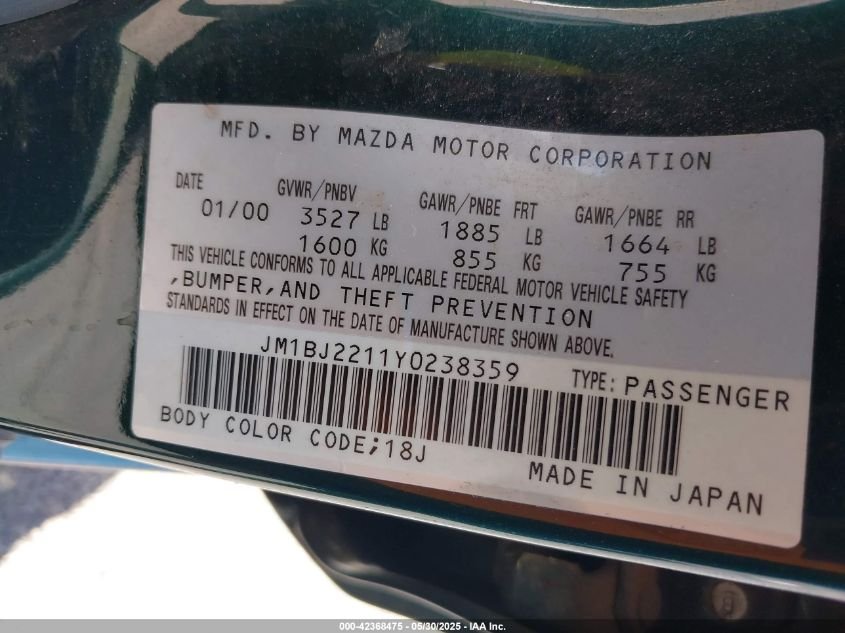 MFD. BY MAZDA MOTOR CORPORATION
DATE GVWR/PNBV GAWR/PNBE FRT GAWR/PNBE RR
01/00 3527 LB 1885 LB 1664 LB
1600 KG 855 KG 755 KG
THIS VEHICLE CONFORMS TO ALL APPLICABLE FEDERAL MOTOR VEHICLE SAFETY
,BUMPER,AND THEFT PREVENTION
STANDARDS IN EFFECT ON THE DATE OF MANUFACTURE SHOWN ABOVE.
JM1BJ2211Y0238359 TYPE: PASSENGER
BODY COLOR CODE;18J
MADE IN JAPAN
000-42368475 - 05/30/2025 - IAA Inc.